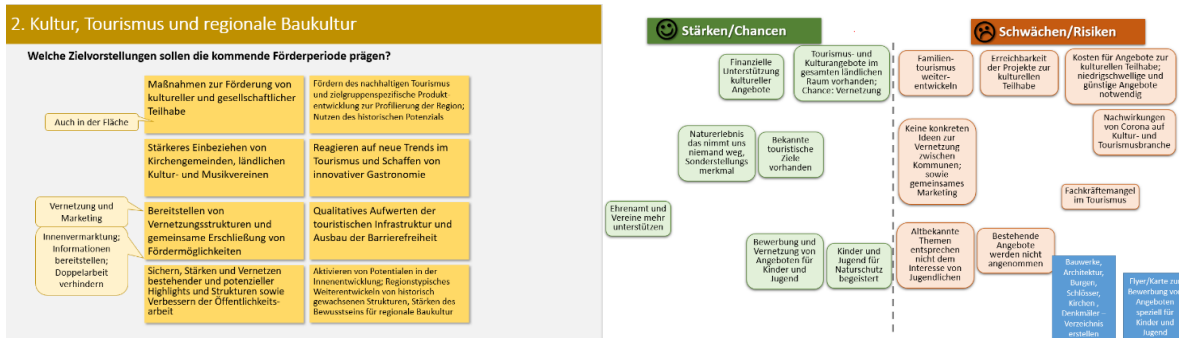 2. Kultur, Tourismus und regionale Baukultur
Welche Zielvorstellungen sollen die kommende Förderperiode prägen?
Maßnahmen zur Förderung von
kultureller und gesellschaftlicher
Teilhabe
Auch in der Fläche
Fördern des nachhaltigen Tourismus
und zielgruppenspezifische Produkt-
entwicklung zur Profilierung der Region;
Nutzen des historischen Potenzials
Stärkeres Einbeziehen von
Kirchengemeinden, ländlichen
Kultur- und Musikvereinen
Reagieren auf neue Trends im
Tourismus und Schaffen von
innovativer Gastronomie
Vernetzung und
Marketing
Innenvermarktung;
Informationen
bereitstellen;
Doppelarbeit
verhindern
Bereitstellen von
Vernetzungsstrukturen und
gemeinsame Erschließung von
Fördermöglichkeiten
Qualitatives Aufwerten der
touristischen Infrastruktur und
Ausbau der Barrierefreiheit
Sichern, Stärken und Vernetzen
bestehender und potenzieller
Highlights und Strukturen sowie
Verbessern der Öffentlichkeits-
arbeit
Aktivieren von Potentialen in der
Innenentwicklung; Regionstypisches
Weiterentwickeln von historisch
gewachsenen Strukturen, Stärken des
Bewusstseins für regionale Baukultur
Stärken/Chancen
Finanzielle
Unterstützung
kultureller
Angebote
Tourismus- und
Kulturangebote im
gesamten ländlichen
Raum vorhanden;
Chance: Vernetzung
Naturerlebnis
das nimmt uns
niemand weg,
Sonderstellungs
merkmal
Bekannte
touristische
Ziele
vorhanden
Ehrenamt und
Vereine mehr
unterstützen
Bewerbung und
Vernetzung von
Angeboten für
Kinder und
Jugend
Kinder und
Jugend für
Naturschutz
begeistert
Schwächen/Risiken
Familien-
tourismus
weiter-
entwickeln
Erreichbarkeit
der Projekte zur
kulturellen
Teilhabe
Kosten für Angebote zur
kulturellen Teilhabe;
niedrigschwellige und
günstige Angebote
notwendig
Keine konkreten
Ideen zur
Vernetzung
zwischen
Kommunen;
sowie
gemeinsames
Marketing
Nachwirkungen
von Corona auf
Kultur- und
Tourismusbranche
Fachkräftemangel
im Tourismus
Altbekannte
Themen
entsprechen
nicht dem
Interesse von
Jugendlichen
Bestehende
Angebote
werden nicht
angenommen
Bauwerke,
Architektur,
Burgen,
Schlösser,
Kirchen ,
Denkmäler –
Verzeichnis
erstellen
Flyer/Karte zur
Bewerbung von
Angeboten
speziell für
Kinder und
Jugend